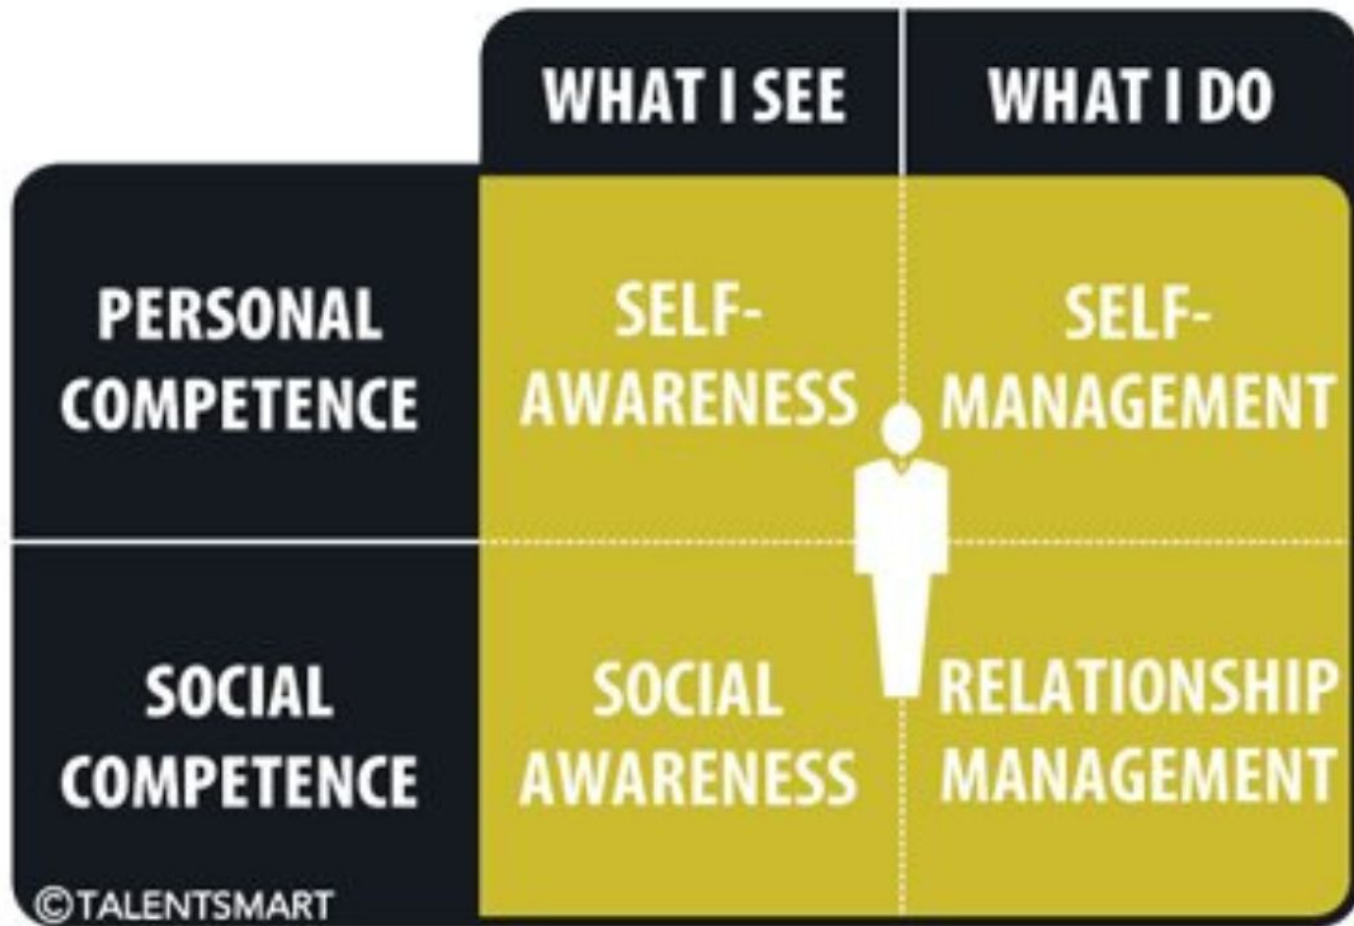 WHAT I SEE
WHAT I DO
PERSONAL
COMPETENCE
SELF-
AWARENESS
SELF-
MANAGEMENT
SOCIAL
COMPETENCE
SOCIAL
AWARENESS
RELATIONSHIP
MANAGEMENT
©TALENTSMART